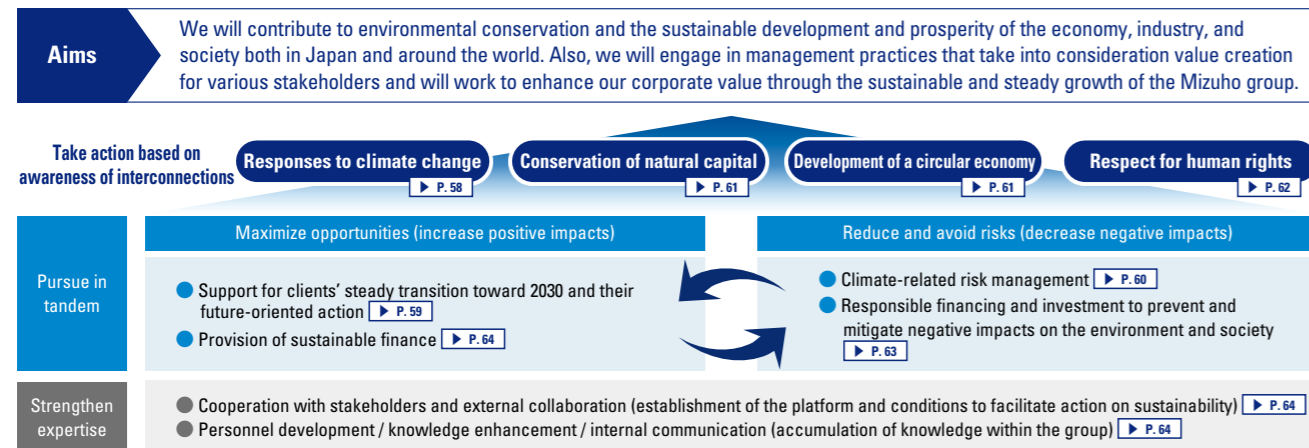 Aims
We will contribute to environmental conservation and the sustainable development and prosperity of the economy, industry, and
society both in Japan and around the world. Also, we will engage in management practices that take into consideration value creation
for various stakeholders and will work to enhance our corporate value through the sustainable and steady growth of the Mizuho group.
Take action based on
awareness of interconnections
Responses to climate change
▶ P. 58
Conservation of natural capital
▶ P. 61
Development of a circular economy
▶ P. 61
Respect for human rights
▶ P. 62
Pursue in
tandem
Maximize opportunities (increase positive impacts)
● Support for clients' steady transition toward 2030 and their
future-oriented action ▶ P. 59
● Provision of sustainable finance ▶ P. 64
Reduce and avoid risks (decrease negative impacts)
● Climate-related risk management ▶ P. 60
● Responsible financing and investment to prevent and
mitigate negative impacts on the environment and society
▶ P. 63
Strengthen
expertise
● Cooperation with stakeholders and external collaboration (establishment of the platform and conditions to facilitate action on sustainability) ▶ P. 64
● Personnel development / knowledge enhancement / internal communication (accumulation of knowledge within the group) ▶ P. 64